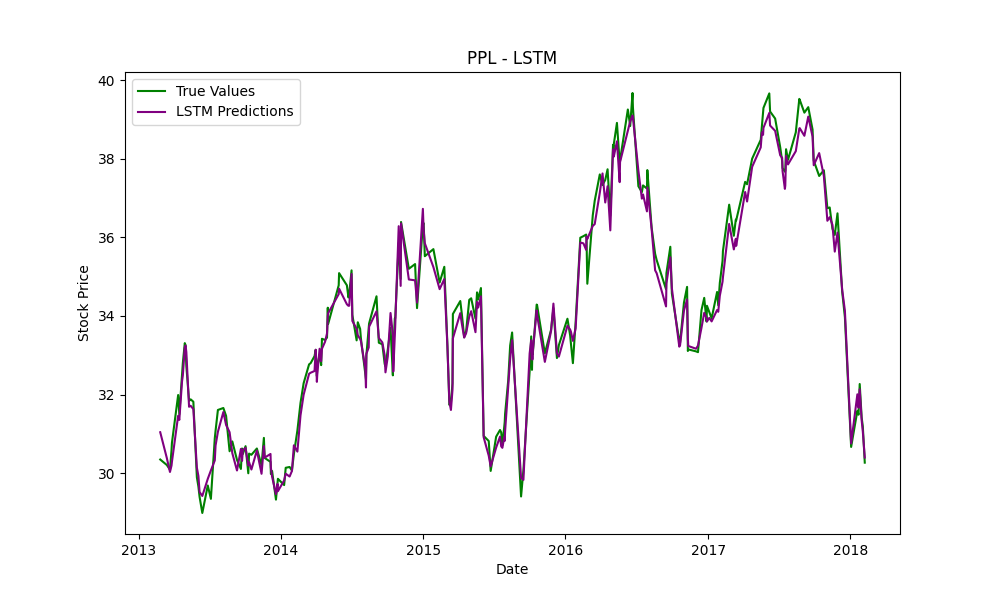 PPL - LSTM
True Values
LSTM Predictions
Stock Price
40
38
36
34
32
30
2013
2014
2015
2016
2017
2018
Date